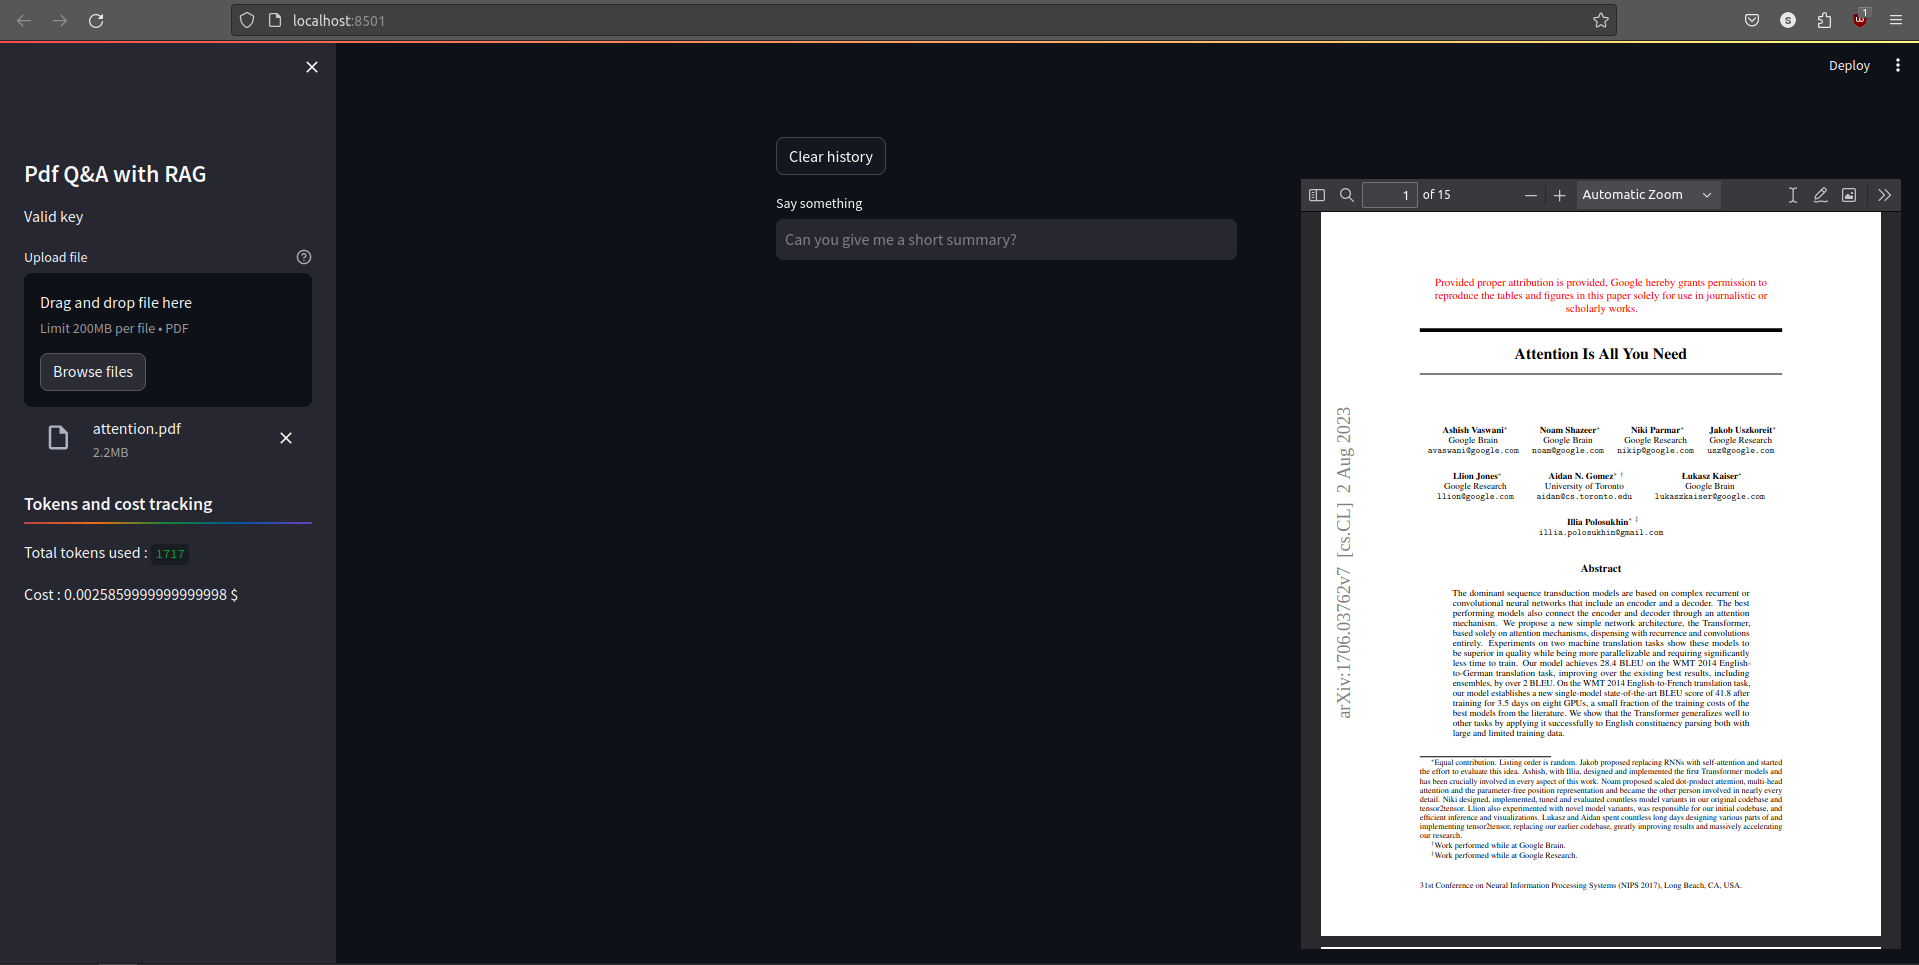 localhost:8501
S
1
Deploy
Pdf Q&A with RAG
Valid key
Upload file
Drag and drop file here
Limit 200MB per file • PDF
Browse files
attention.pdf
2.2MB
Tokens and cost tracking
Total tokens used : 1717
Cost : 0.0025859999999999998 $
Clear history
Say something
Can you give me a short summary?
1 of 15
Automatic Zoom
Provided proper attribution is provided, Google hereby grants permission to
reproduce the tables and figures in this paper solely for use in journalistic or
scholarly works.
Attention Is All You Need
arXiv:1706.03762v7 [cs.CL] 2 Aug 2023
Ashish Vaswani* Noam Shazeer* Niki Parmar* Jakob Uszkoreit*
Google Brain Google Brain Google Research Google Research
avaswani@google.com noam@google.com nikip@google.com usz@google.com
Llion Jones* Aidan N. Gomez* † Łukasz Kaiser*
Google Research University of Toronto Google Brain
llion@google.com aidan@cs.toronto.edu lukaszkaiser@google.com
Illia Polosukhin* ‡
illia.polosukhin@gmail.com
Abstract
The dominant sequence transduction models are based on complex recurrent or
convolutional neural networks that include an encoder and a decoder. The best
performing models also connect the encoder and decoder through an attention
mechanism. We propose a new simple network architecture, the Transformer,
based solely on attention mechanisms, dispensing with recurrence and convolutions
entirely. Experiments on two machine translation tasks show these models to
be superior in quality while being more parallelizable and requiring significantly
less time to train. Our model achieves 28.4 BLEU on the WMT 2014 English-
to-German translation task, improving over the existing best results, including
ensembles, by over 2 BLEU. On the WMT 2014 English-to-French translation task,
our model establishes a new single-model state-of-the-art BLEU score of 41.8 after
training for 3.5 days on eight GPUs, a small fraction of the training costs of the
best models from the literature. We show that the Transformer generalizes well to
other tasks by applying it successfully to English constituency parsing both with
large and limited training data.
*Equal contribution. Listing order is random. Jakob proposed replacing RNNs with self-attention and started
the effort to evaluate this idea. Ashish, with Illia, designed and implemented the first Transformer models and
has been crucially involved in every aspect of this work. Noam proposed scaled dot-product attention, multi-head
attention and the parameter-free position representation and became the other person involved in nearly every
detail. Niki designed, implemented, tuned and evaluated countless model variants in our original codebase and
tensor2tensor. Llion also experimented with novel model variants, was responsible for our initial codebase, and
efficient inference and visualizations. Lukasz and Aidan spent countless long days designing various parts of and
implementing tensor2tensor, replacing our earlier codebase, greatly improving results and massively accelerating
our research.
†Work performed while at Google Brain.
‡Work performed while at Google Research.
31st Conference on Neural Information Processing Systems (NIPS 2017), Long Beach, CA, USA.